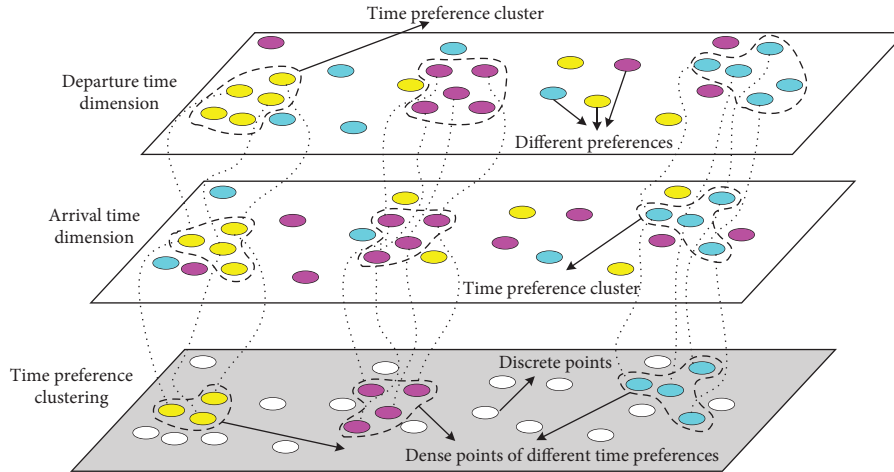 Time preference cluster
Departure time
dimension
Different preferences
Arrival time
dimension
Time preference cluster
Discrete points
Time preference
clustering
Dense points of different time preferences